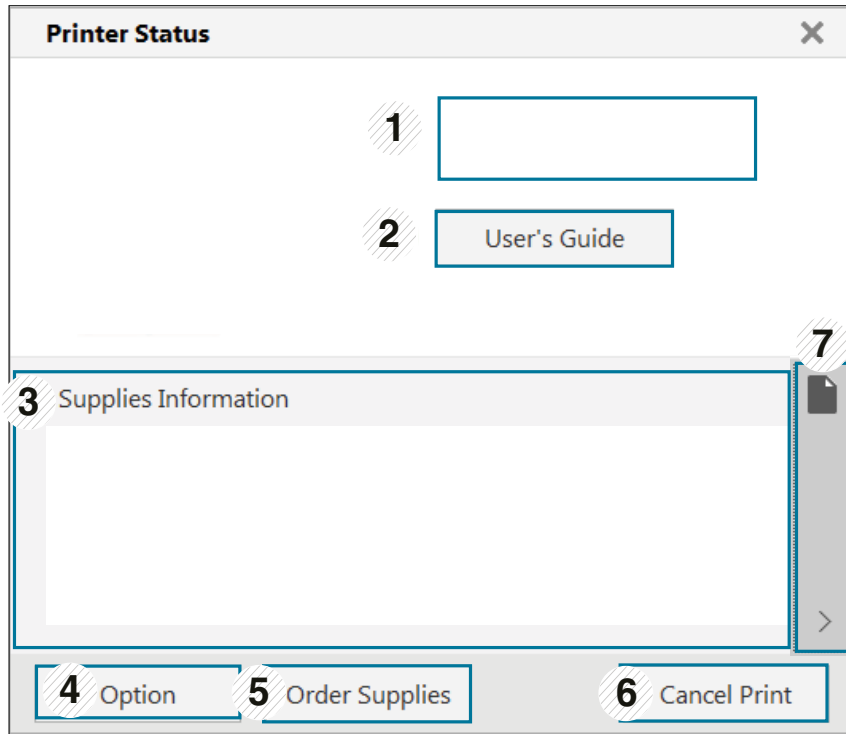 Printer Status
1
2 User's Guide
7
3 Supplies Information
4 Option 5 Order Supplies 6 Cancel Print